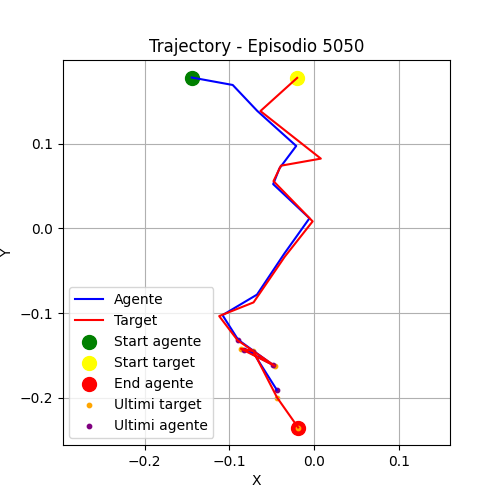 Trajectory - Episodio 5050
0.1
0.0
−0.1
−0.2
Y
Agente
Target
Start agente
Start target
End agente
Ultimi target
Ultimi agente
−0.2
−0.1
0.0
0.1
X